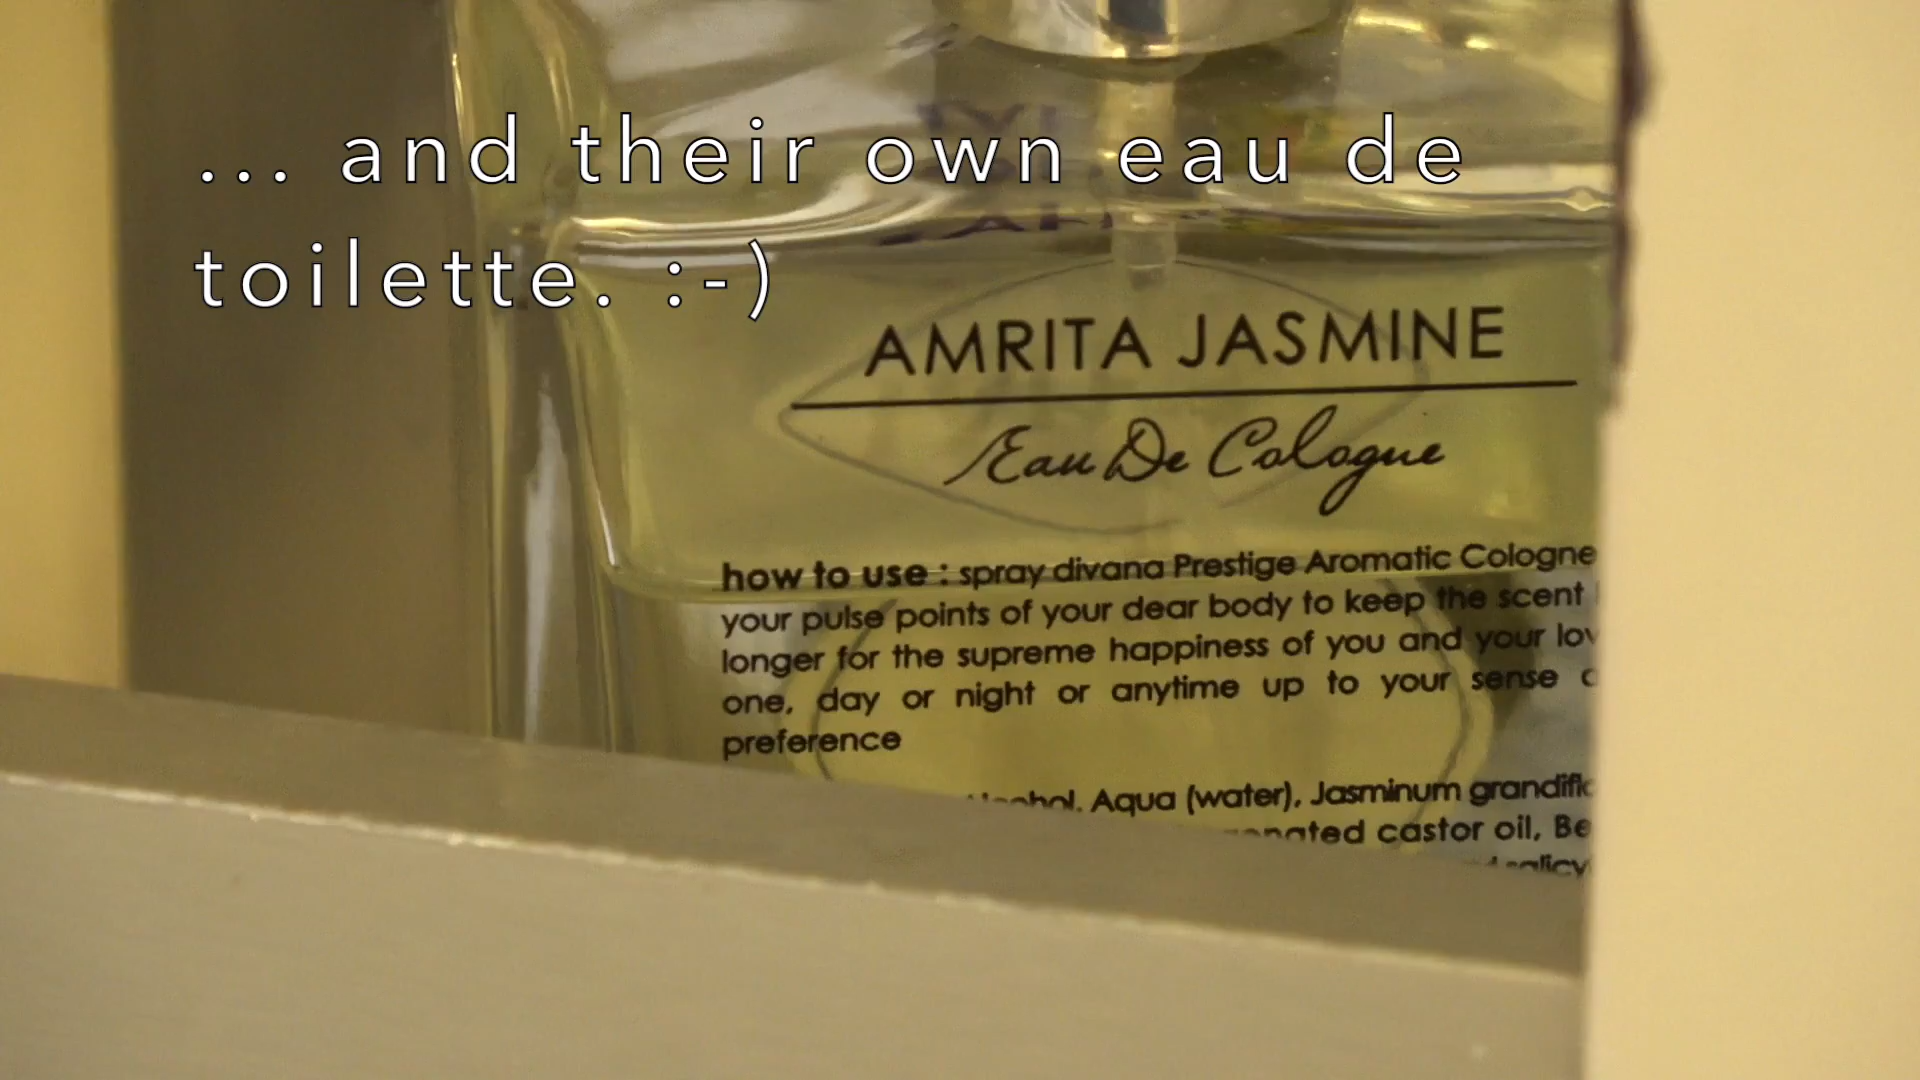 ... and their own eau de
toilette. :-)
AMRITA JASMINE
Eau De Cologne
how to use : spray divana Prestige Aromatic Cologne
your pulse points of your dear body to keep the scent
longer for the supreme happiness of you and your
one, day or night or anytime up to your sense
preference
Aqua (water), Jasminum
castor oil,